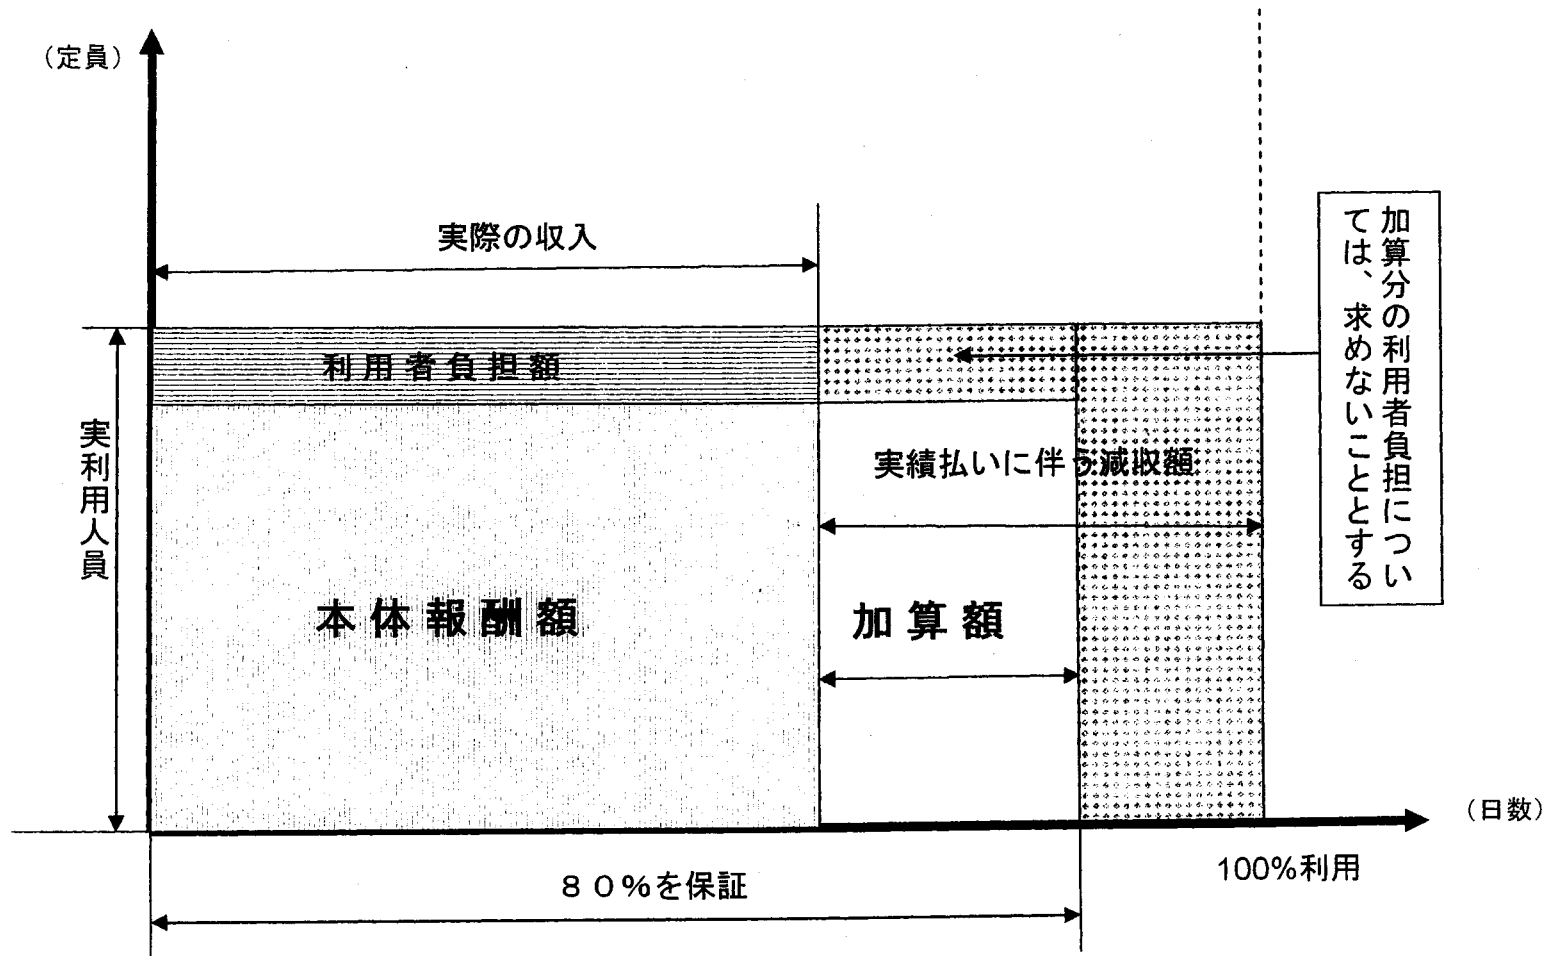 （定員）
実際の収入
加算分の利用者負担につい
ては、求めないこととする
利用者負担額
実利用人員
実績払いに伴う減収額
本体報酬額
加算額
（日数）
100%利用
８０%を保証